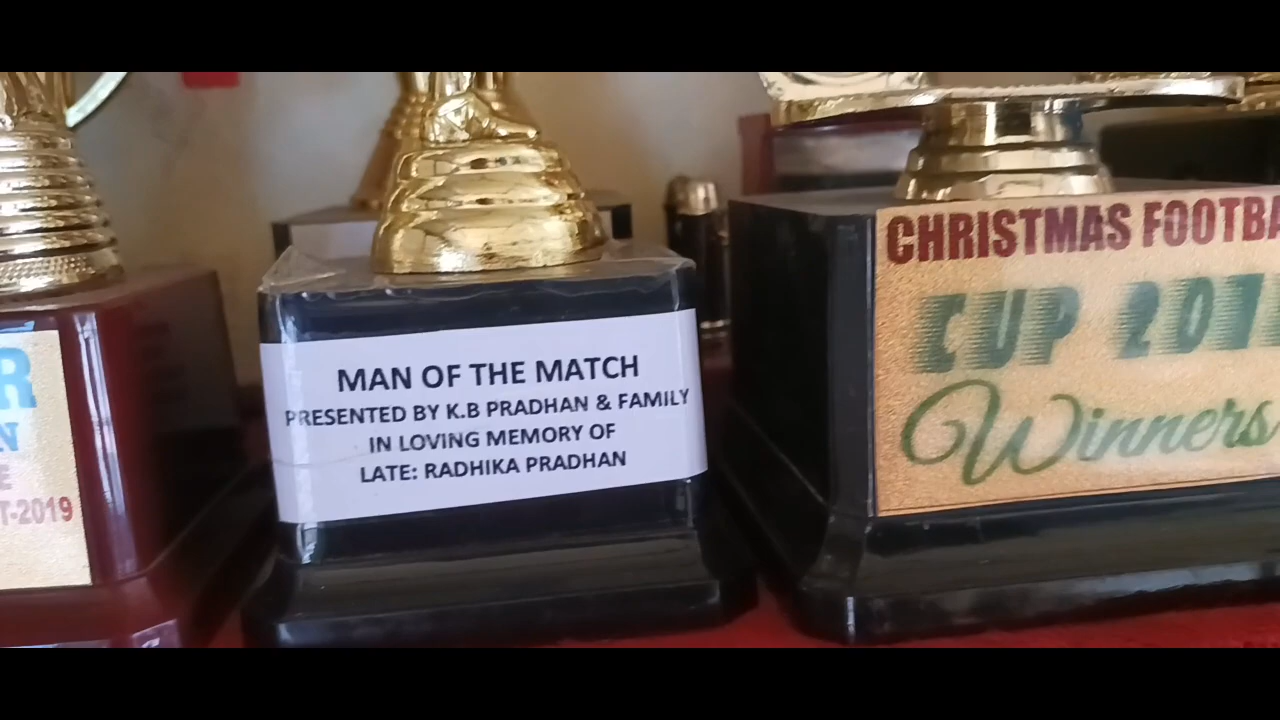 R
N
E
T-2019
MAN OF THE MATCH
PRESENTED BY K.B PRADHAN & FAMILY
IN LOVING MEMORY OF
LATE: RADHIKA PRADHAN
CHRISTMAS FOOTBA
CUP 201
Winners